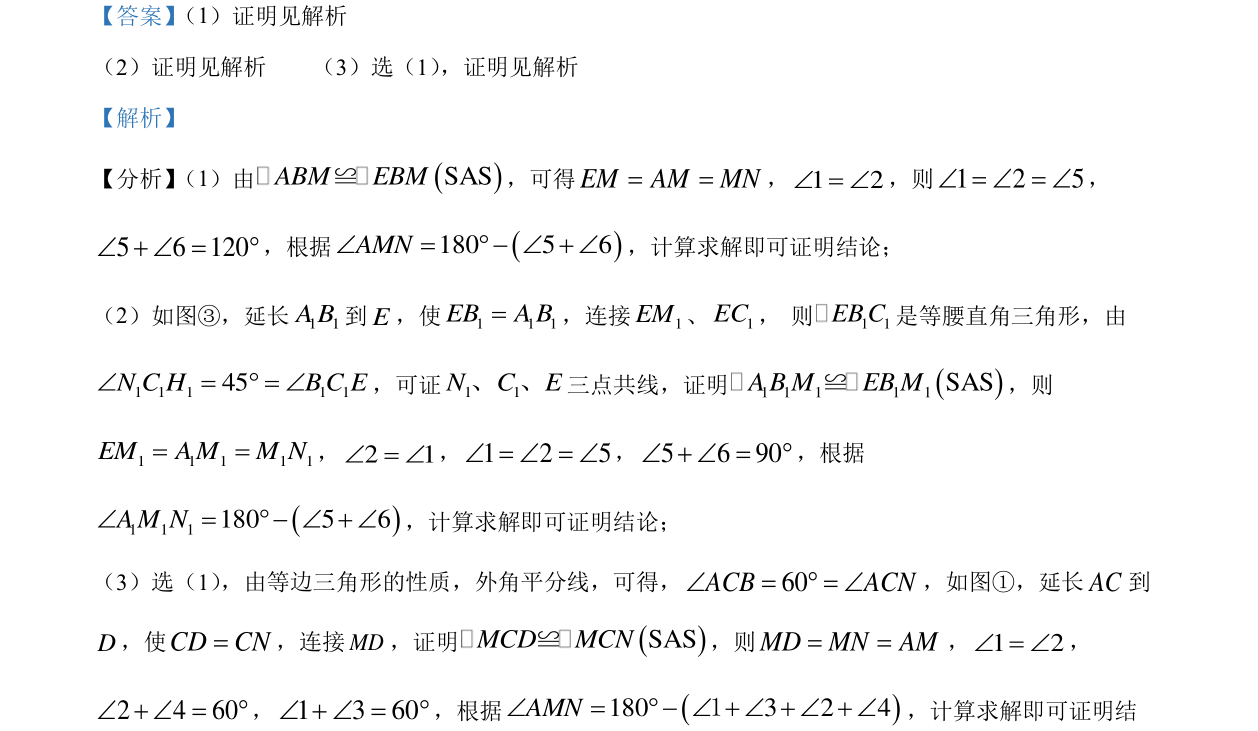 【答案】（1）证明见解析
（2）证明见解析　　（3）选（1），证明见解析
【解析】
【分析】（1）由□ABM≌□EBM(SAS)，可得EM = AM = MN，∠1 = ∠2，则∠1 = ∠2 = ∠5，
∠5 + ∠6 = 120°，根据∠AMN = 180° − (∠5 + ∠6)，计算求解即可证明结论；
（2）如图③，延长A₁B₁到E，使EB₁ = A₁B₁，连接EM₁、EC₁， 则□EB₁C₁是等腰直角三角形，由
∠N₁C₁H₁ = 45° = ∠B₁C₁E，可证N₁、C₁、E三点共线，证明□A₁B₁M₁≌□EB₁M₁(SAS)，则
EM₁ = A₁M₁ = M₁N₁，∠2 = ∠1，∠1 = ∠2 = ∠5，∠5 + ∠6 = 90°，根据
∠A₁M₁N₁ = 180° − (∠5 + ∠6)，计算求解即可证明结论；
（3）选（1），由等边三角形的性质，外角平分线，可得，∠ACB = 60° = ∠ACN，如图①，延长AC到
D，使CD = CN，连接MD，证明□MCD≌□MCN(SAS)，则MD = MN = AM，∠1 = ∠2，
∠2 + ∠4 = 60°，∠1 + ∠3 = 60°，根据∠AMN = 180° − (∠1 + ∠3 + ∠2 + ∠4)，计算求解即可证明结